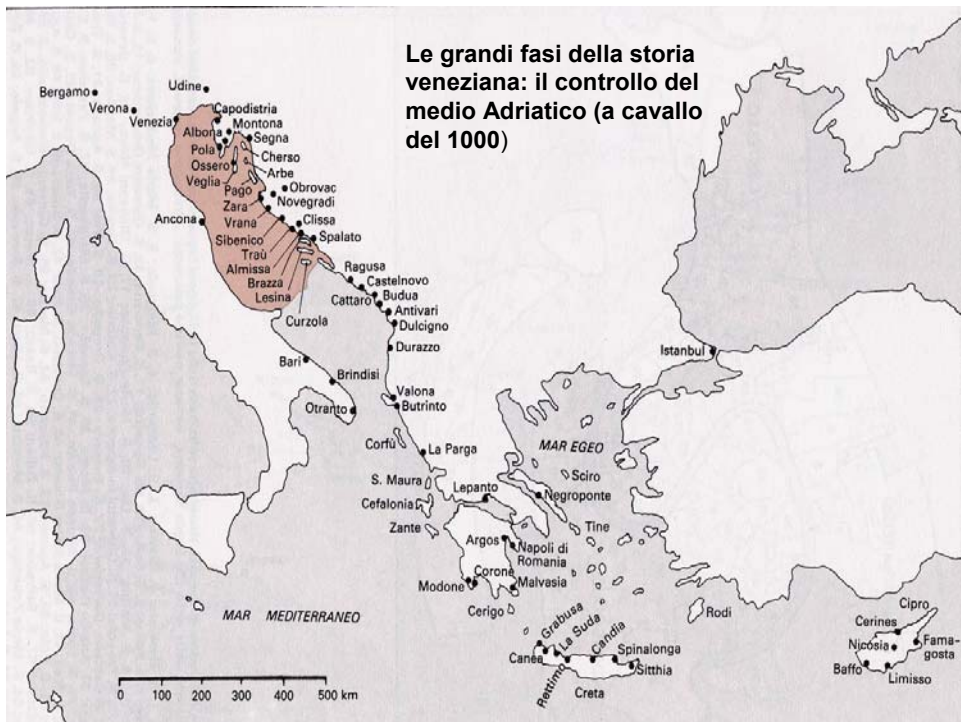 Le grandi fasi della storia
veneziana: il controllo del
medio Adriatico (a cavallo
del 1000)
Bergamo
Verona
Udine
Venezia
Capodistria
Montona
Albona
Segna
Pola
Cherso
Ossero
Arbe
Veglia
Pago
Obrovac
Zara
Novegradi
Ancona
Vrana
Clissa
Sibenico
Spalato
Traù
Almissa
Brazza
Lesina
Curzola
Ragusa
Castelnovo
Cattaro
Budua
Antivari
Dulcigno
Durazzo
Istanbul
Bari
Brindisi
Otranto
Valona
Butrinto
Corfù
La Parga
MAR EGEO
Sciro
S. Maura
Lepanto
Negroponte
Cefalonia
Zante
Tine
Argos
Napoli di
Romania
Corone
Modone
Malvasia
Cerigo
Rodi
MAR MEDITERRANEO
Cipro
Cerines
Nicosia
Fama-
gosta
Baffo
Limisso
Grabusa
La Suda
Candia
Canea
Spinalonga
Rettimo
Sitthia
Creta
0 100 200 300 400 500 km